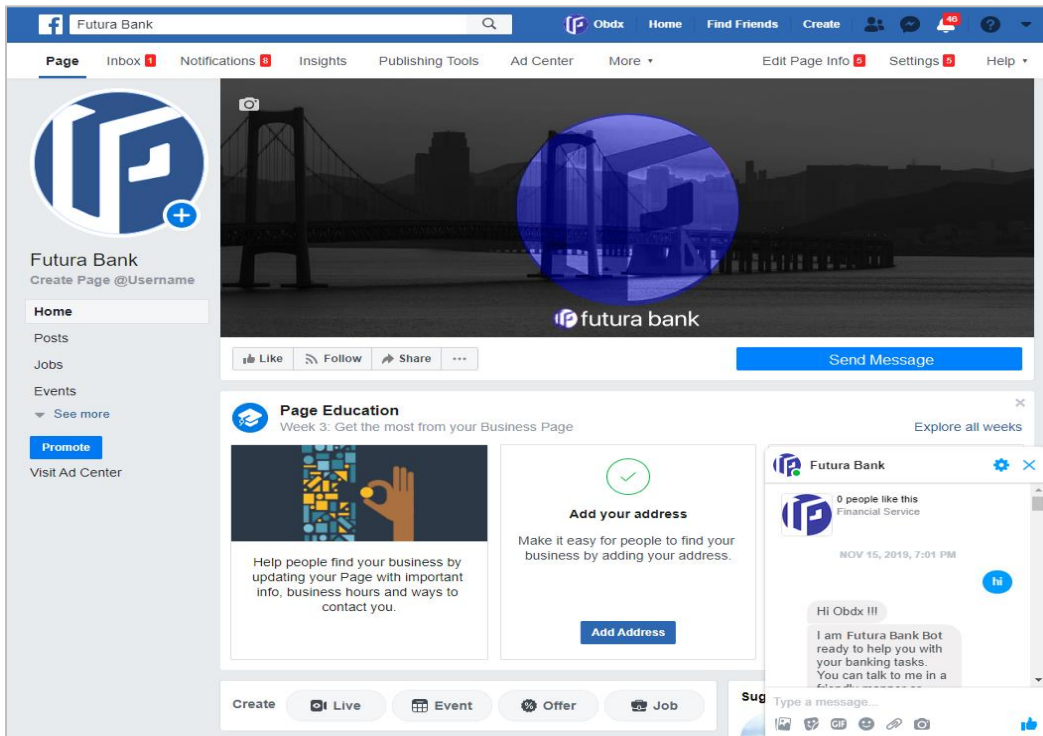 Futura Bank
Obdx Home Find Friends Create 46
Page Inbox 1 Notifications 8 Insights Publishing Tools Ad Center More Edit Page Info 5 Settings 5 Help
Futura Bank
Create Page @Username
Home
Posts
Jobs
Events
See more
Promote
Visit Ad Center
futura bank
Like Follow Share ...
Send Message
Page Education
Week 3: Get the most from your Business Page
Explore all weeks
Help people find your business by
updating your Page with important
info, business hours and ways to
contact you.
Add your address
Make it easy for people to find your
business by adding your address.
Add Address
Create Live Event Offer Job
Sug
Futura Bank
0 people like this
Financial Service
NOV 15, 2019, 7:01 PM
hi
Hi Obdx !!!
I am Futura Bank Bot
ready to help you with
your banking tasks.
You can talk to me in a
Type a message...
GIF